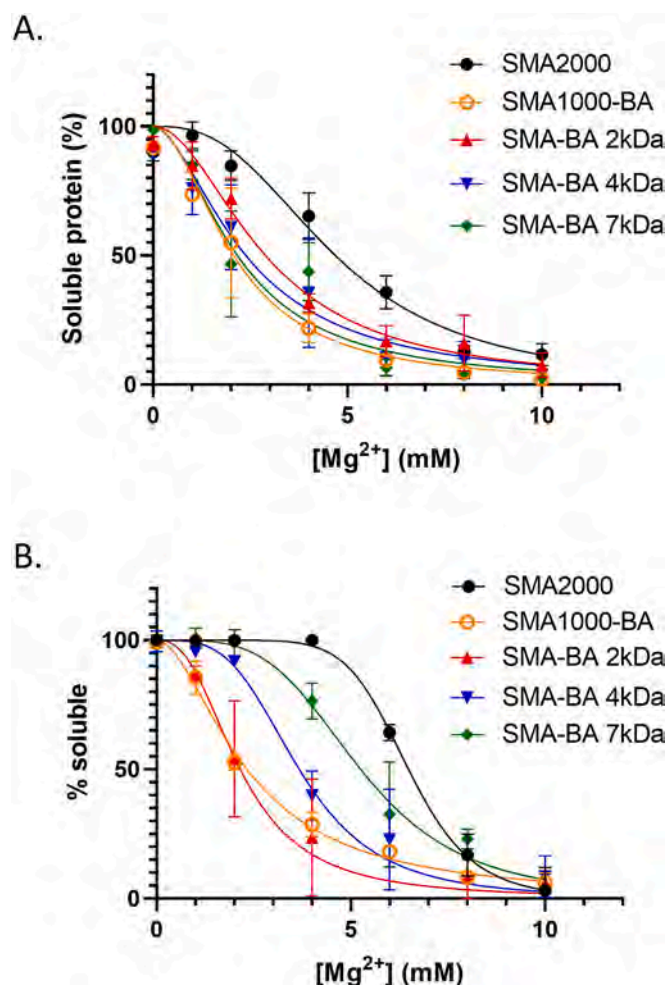 A.
SMA2000
SMA1000-BA
SMA-BA 2kDa
SMA-BA 4kDa
SMA-BA 7kDa
Soluble protein (%)
100
50
0
0 5 10
[Mg²⁺] (mM)
B.
SMA2000
SMA1000-BA
SMA-BA 2kDa
SMA-BA 4kDa
SMA-BA 7kDa
% soluble
100
50
0
0 5 10
[Mg²⁺] (mM)